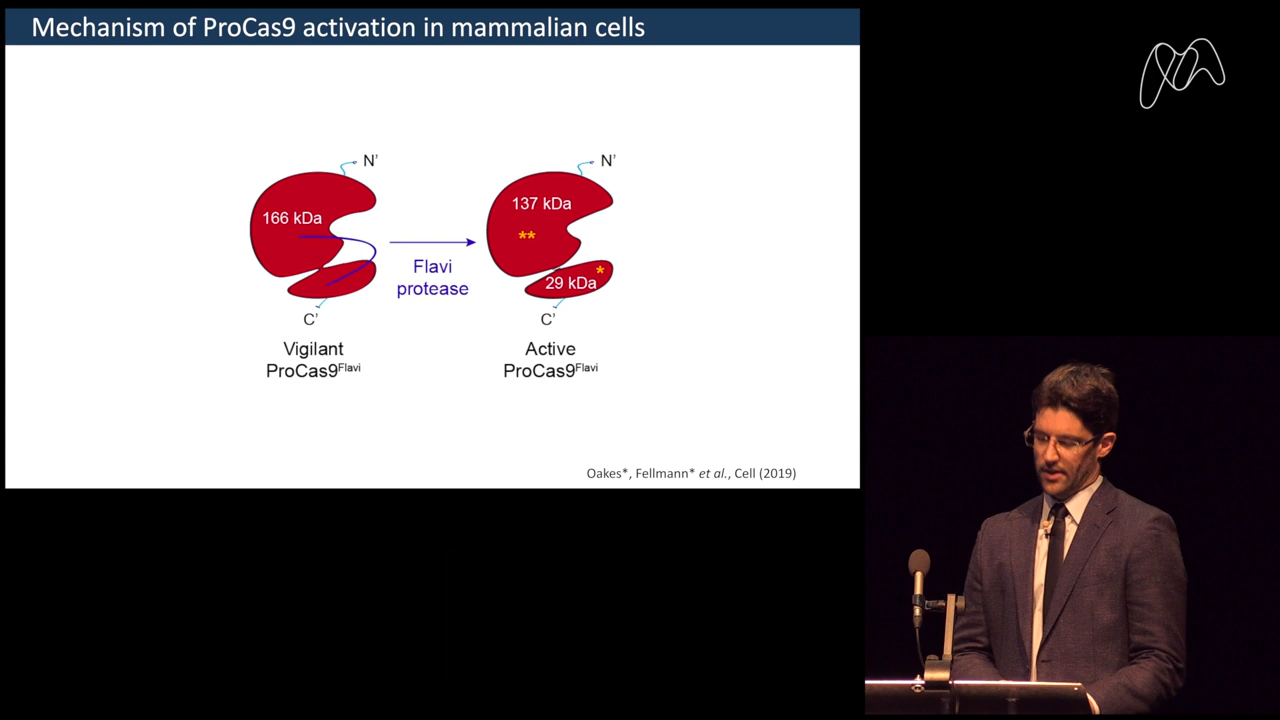 Mechanism of ProCas9 activation in mammalian cells
N'
166 kDa
C'
Vigilant
ProCas9Flavi
Flavi
protease
N'
137 kDa
**
*
29 kDa
C'
Active
ProCas9Flavi
Oakes*, Fellmann* et al., Cell (2019)